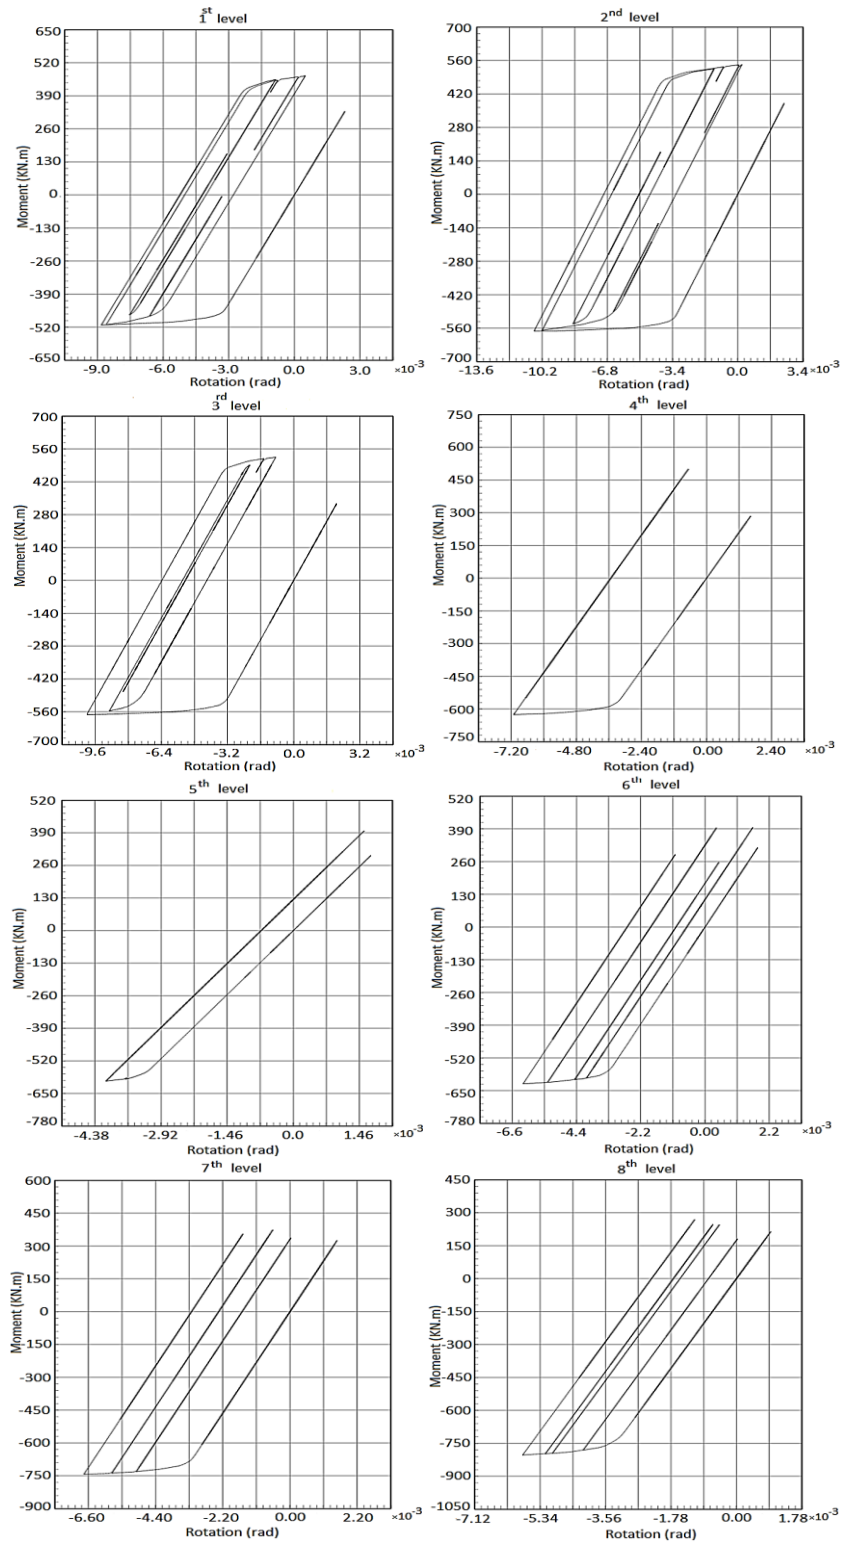 1st level
650
520
390
260
130
0
-130
-260
-390
-520
-650
Moment (KN.m)
-9.0 -6.0 -3.0 0.0 3.0 ×10-3
Rotation (rad)
2nd level
700
560
420
280
140
0
-140
-280
-420
-560
-700
Moment (KN.m)
-13.6 -10.2 -6.8 -3.4 0.0 3.4×10-3
Rotation (rad)
3rd level
700
560
420
280
140
0
-140
-280
-420
-560
-700
Moment (KN.m)
-9.6 -6.4 -3.2 0.0 3.2 ×10-3
Rotation (rad)
4th level
750
600
450
300
150
0
-150
-300
-450
-600
-750
Moment (KN.m)
-7.20 -4.80 -2.40 0.00 2.40 ×10-3
Rotation (rad)
5th level
520
390
260
130
0
-130
-260
-390
-520
-650
-780
Moment (KN.m)
-4.38 -2.92 -1.46 0.0 1.46 ×10-3
Rotation (rad)
6th level
520
390
260
130
0
-130
-260
-390
-520
-650
-780
Moment (KN.m)
-6.6 -4.4 -2.2 0.00 2.2 ×10-3
Rotation (rad)
7th level
600
450
300
150
0
-150
-300
-450
-600
-750
-900
Moment (KN.m)
-6.60 -4.40 -2.20 0.00 2.20 ×10-3
Rotation (rad)
8th level
450
300
150
0
-150
-300
-450
-600
-750
-900
-1050
Moment (KN.m)
-7.12 -5.34 -3.56 -1.78 0.00 1.78×10-3
Rotation (rad)